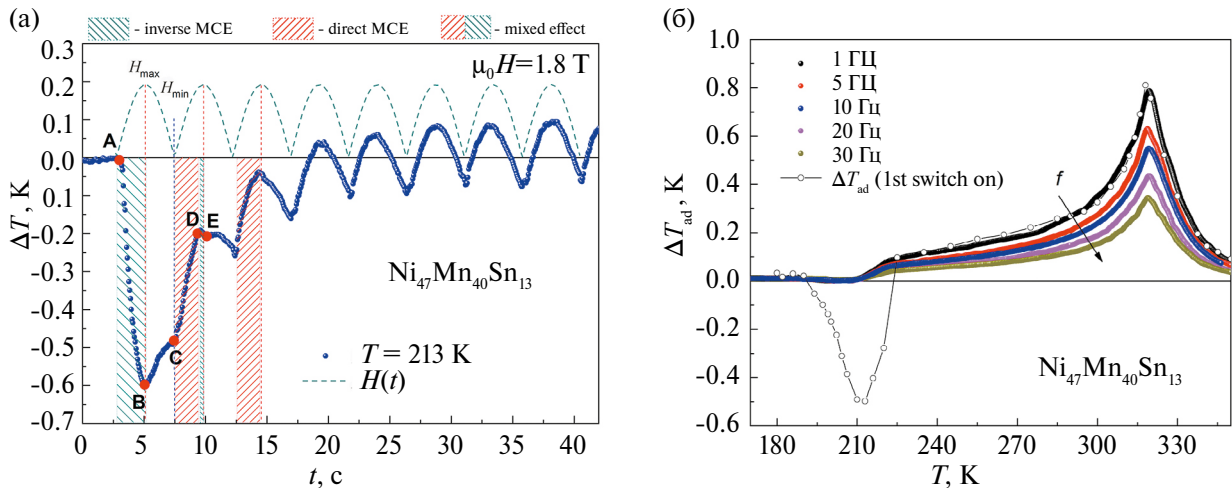 (а)
- inverse MCE
- direct MCE
- mixed effect
0.3
0.2
0.1
0.0
-0.1
-0.2
-0.3
-0.4
-0.5
-0.6
-0.7
ΔT, K
Hmax
Hmin
μ0H=1.8 T
A
B
C
D
E
Ni47Mn40Sn13
T = 213 K
H(t)
0 5 10 15 20 25 30 35 40
t, c
(б)
1.0
0.8
0.6
0.4
0.2
0.0
-0.2
-0.4
-0.6
ΔTad, K
1 ГЦ
5 ГЦ
10 Гц
20 Гц
30 Гц
ΔTad (1st switch on)
f
Ni47Mn40Sn13
180 210 240 270 300 330
T, K